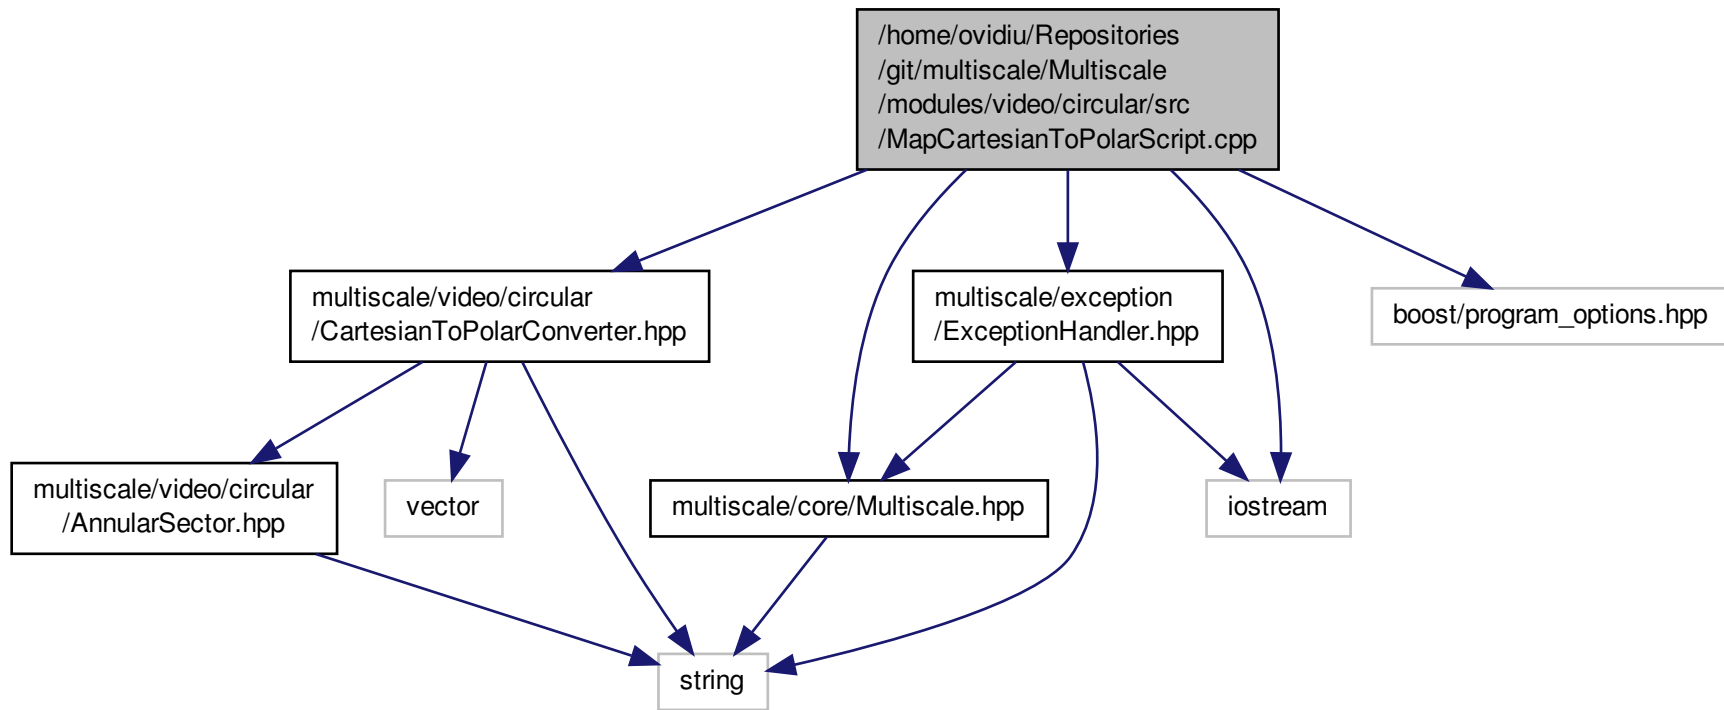 /home/ovidiu/Repositories
/git/multiscale/Multiscale
/modules/video/circular/src
/MapCartesianToPolarScript.cpp
multiscale/video/circular
/CartesianToPolarConverter.hpp
multiscale/exception
/ExceptionHandler.hpp
boost/program_options.hpp
multiscale/video/circular
/AnnularSector.hpp
vector
multiscale/core/Multiscale.hpp
iostream
string